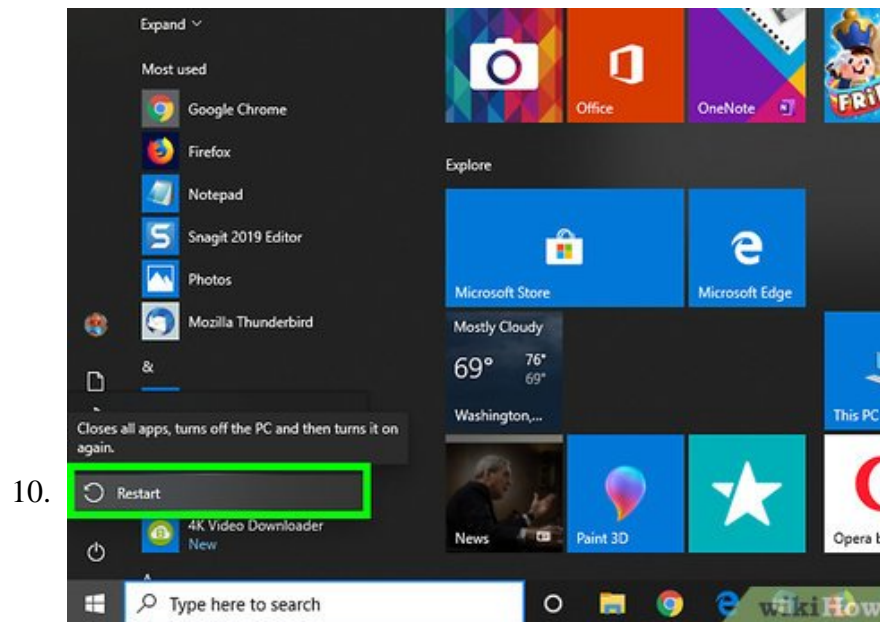 Expand
Most used
Google Chrome
Firefox
Notepad
Snagit 2019 Editor
Photos
Mozilla Thunderbird
&
Closes all apps, turns off the PC and then turns it on
again.
10.
Restart
4K Video Downloader
New
Type here to search
Office
OneNote
Explore
Microsoft Store
Microsoft Edge
Mostly Cloudy
69° 76°
69°
Washington,...
This PC
News
Paint 3D
Opera
wikiHow